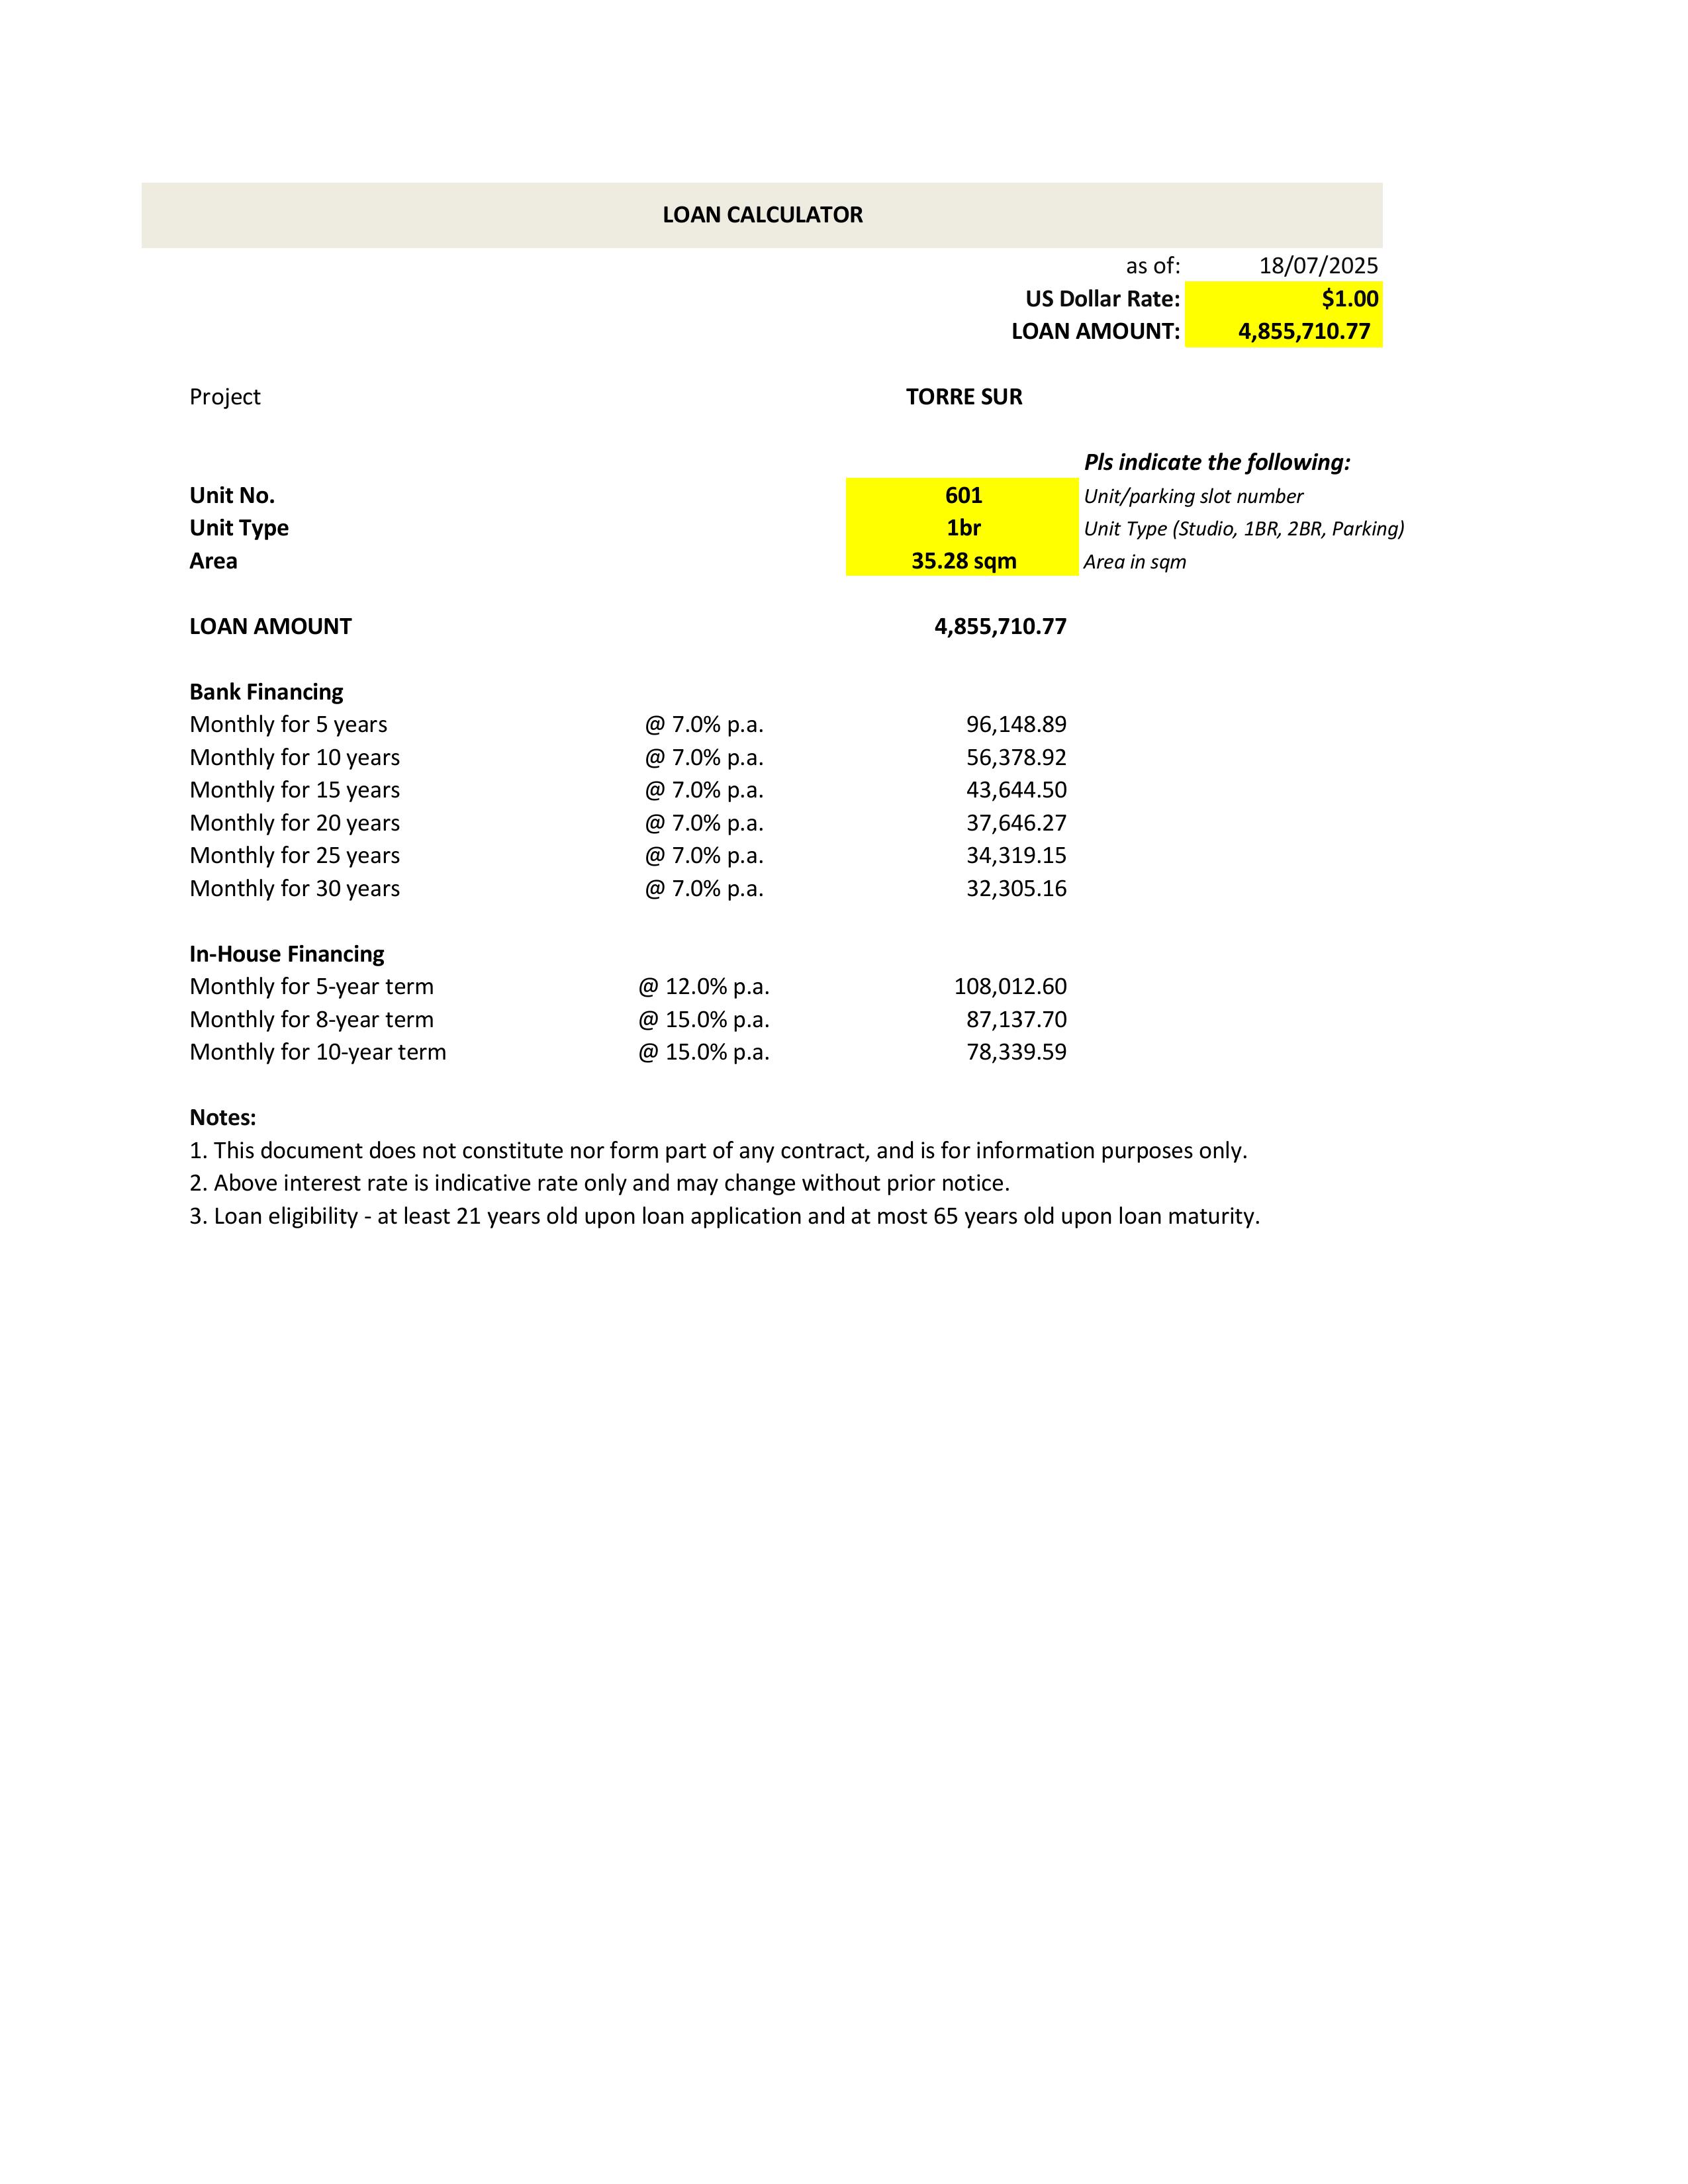 LOAN CALCULATOR
as of: 18/07/2025
US Dollar Rate: $1.00
LOAN AMOUNT: 4,855,710.77
Project TORRE SUR
Pls indicate the following:
Unit No. 601 Unit/parking slot number
Unit Type 1br Unit Type (Studio, 1BR, 2BR, Parking)
Area 35.28 sqm Area in sqm
LOAN AMOUNT 4,855,710.77
Bank Financing
Monthly for 5 years @ 7.0% p.a. 96,148.89
Monthly for 10 years @ 7.0% p.a. 56,378.92
Monthly for 15 years @ 7.0% p.a. 43,644.50
Monthly for 20 years @ 7.0% p.a. 37,646.27
Monthly for 25 years @ 7.0% p.a. 34,319.15
Monthly for 30 years @ 7.0% p.a. 32,305.16
In-House Financing
Monthly for 5-year term @ 12.0% p.a. 108,012.60
Monthly for 8-year term @ 15.0% p.a. 87,137.70
Monthly for 10-year term @ 15.0% p.a. 78,339.59
Notes:
1. This document does not constitute nor form part of any contract, and is for information purposes only.
2. Above interest rate is indicative rate only and may change without prior notice.
3. Loan eligibility - at least 21 years old upon loan application and at most 65 years old upon loan maturity.